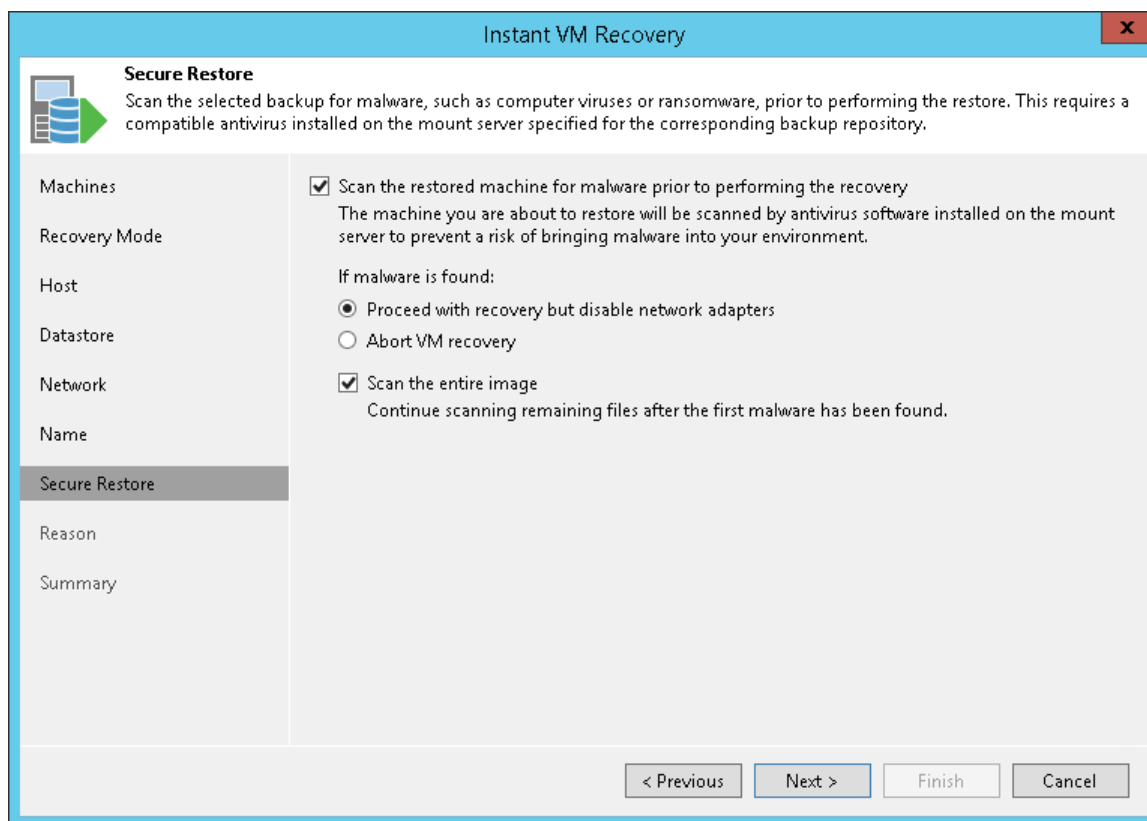 Instant VM Recovery
x
Secure Restore
Scan the selected backup for malware, such as computer viruses or ransomware, prior to performing the restore. This requires a
compatible antivirus installed on the mount server specified for the corresponding backup repository.
Machines
Recovery Mode
Host
Datastore
Network
Name
Secure Restore
Reason
Summary
Scan the restored machine for malware prior to performing the recovery
The machine you are about to restore will be scanned by antivirus software installed on the mount
server to prevent a risk of bringing malware into your environment.
If malware is found:
Proceed with recovery but disable network adapters
Abort VM recovery
Scan the entire image
Continue scanning remaining files after the first malware has been found.
< Previous
Next >
Finish
Cancel